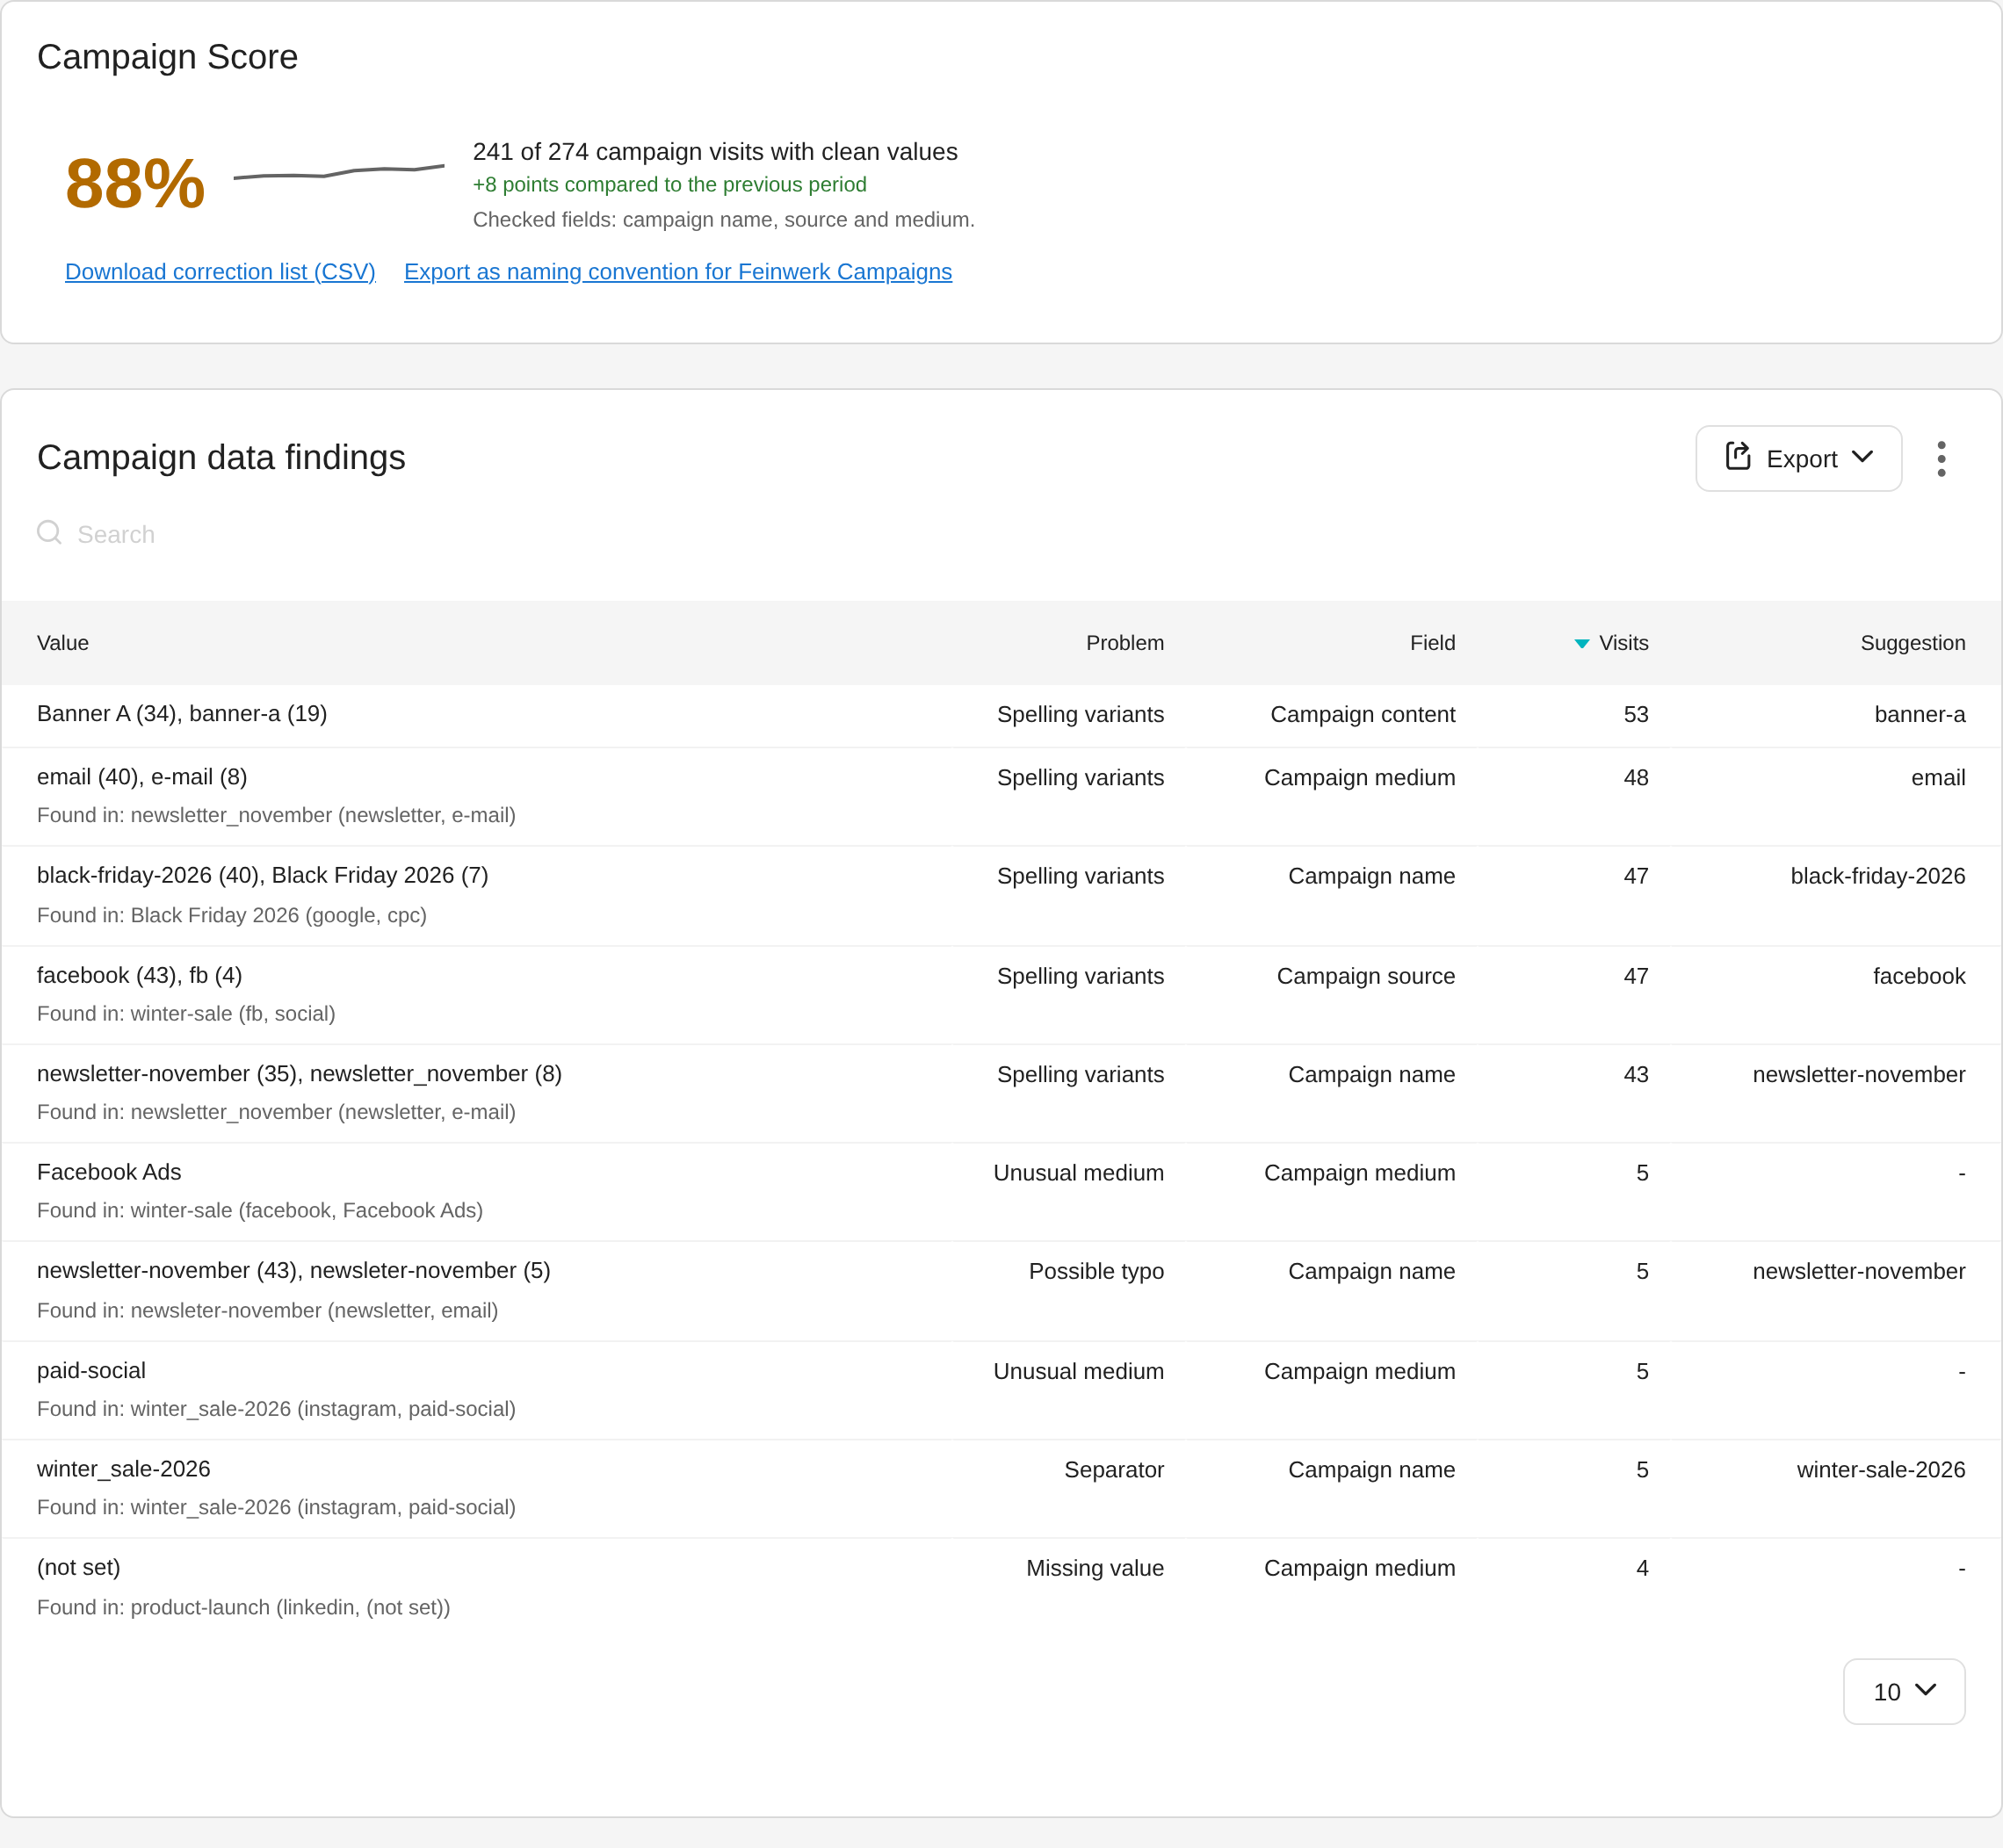 Campaign Score
88%
241 of 274 campaign visits with clean values
+8 points compared to the previous period
Checked fields: campaign name, source and medium.
Download correction list (CSV) Export as naming convention for Feinwerk Campaigns
Campaign data findings
Export
Search
Value Problem Field Visits Suggestion
Banner A (34), banner-a (19) Spelling variants Campaign content 53 banner-a
email (40), e-mail (8) Spelling variants Campaign medium 48 email
Found in: newsletter_november (newsletter, e-mail)
black-friday-2026 (40), Black Friday 2026 (7) Spelling variants Campaign name 47 black-friday-2026
Found in: Black Friday 2026 (google, cpc)
facebook (43), fb (4) Spelling variants Campaign source 47 facebook
Found in: winter-sale (fb, social)
newsletter-november (35), newsletter_november (8) Spelling variants Campaign name 43 newsletter-november
Found in: newsletter_november (newsletter, e-mail)
Facebook Ads Unusual medium Campaign medium 5 -
Found in: winter-sale (facebook, Facebook Ads)
newsletter-november (43), newsleter-november (5) Possible typo Campaign name 5 newsletter-november
Found in: newsleter-november (newsletter, email)
paid-social Unusual medium Campaign medium 5 -
Found in: winter_sale-2026 (instagram, paid-social)
winter_sale-2026 Separator Campaign name 5 winter-sale-2026
Found in: winter_sale-2026 (instagram, paid-social)
(not set) Missing value Campaign medium 4 -
Found in: product-launch (linkedin, (not set))
10